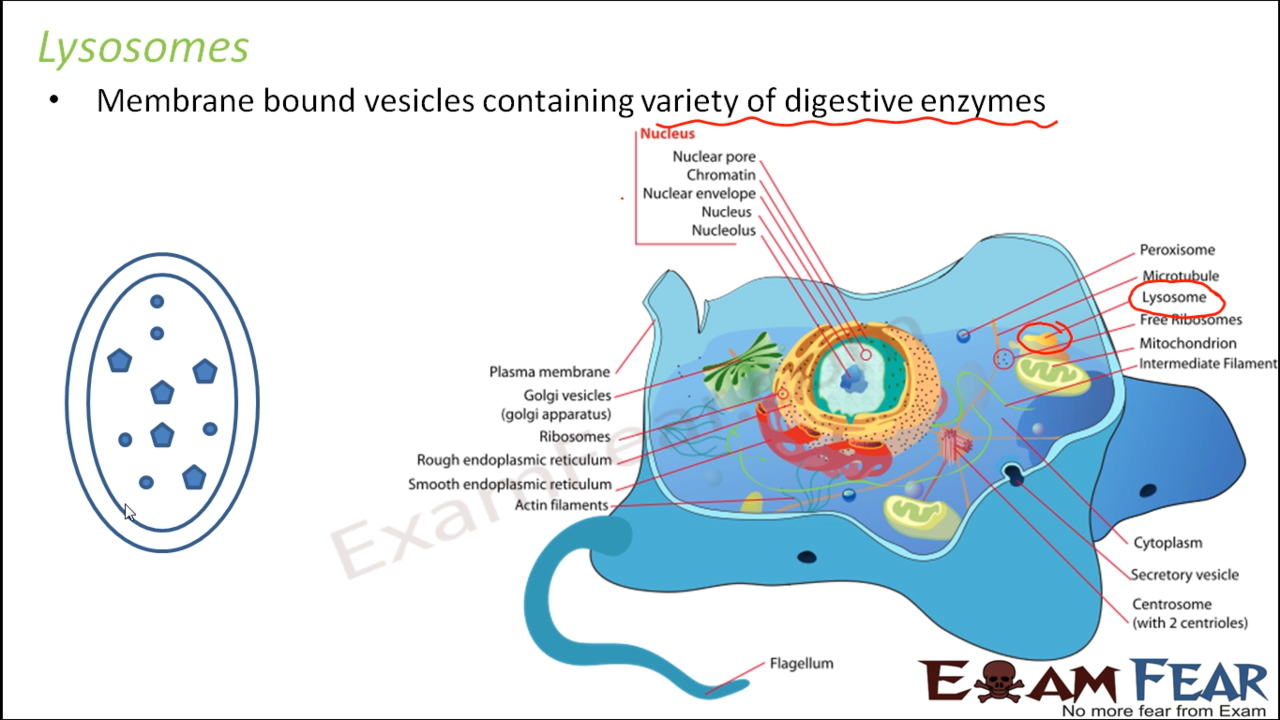 Lysosomes
• Membrane bound vesicles containing variety of digestive enzymes
Nucleus
Nuclear pore
Chromatin
Nuclear envelope
Nucleus
Nucleolus
Peroxisome
Microtubule
Lysosome
Free Ribosomes
Mitochondrion
Intermediate Filament
Plasma membrane
Golgi vesicles
(golgi apparatus)
Ribosomes
Rough endoplasmic reticulum
Smooth endoplasmic reticulum
Actin filaments
Cytoplasm
Secretory vesicle
Centrosome
(with 2 centrioles)
Flagellum
EXAM FEAR
No more fear from Exam